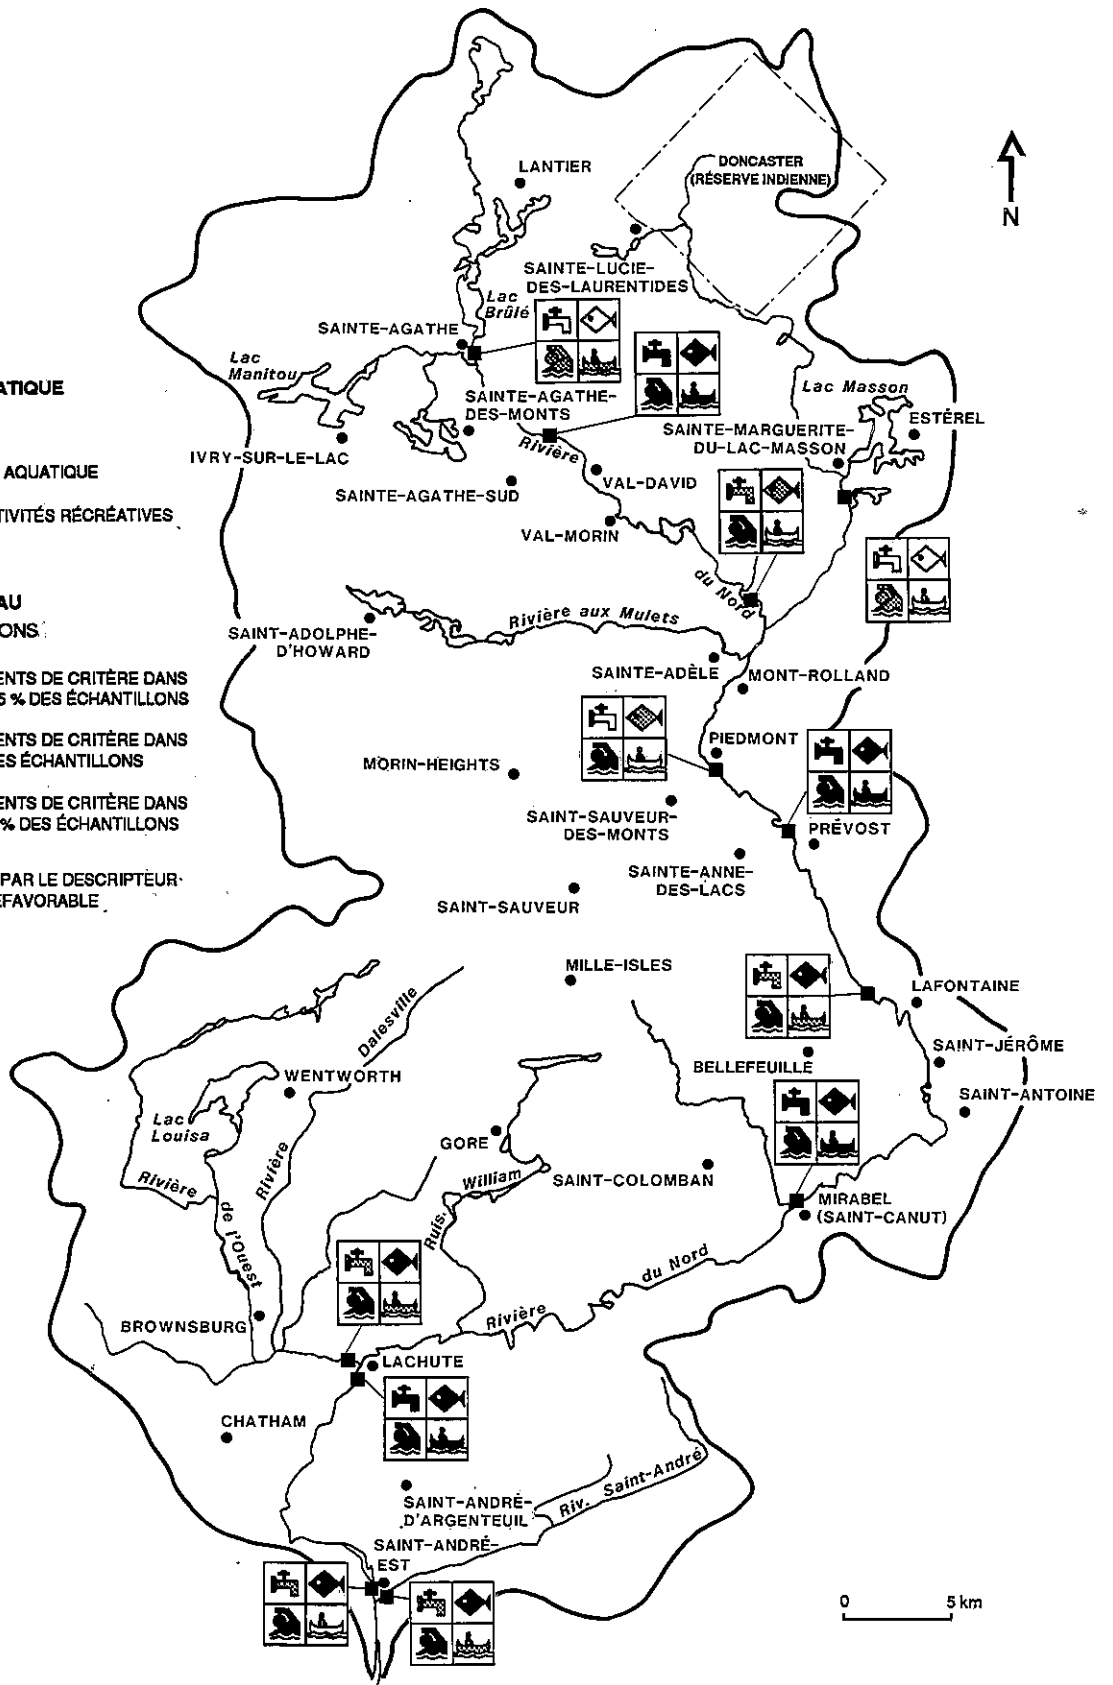 LANTIER
DONCASTER
(RÉSERVE INDIENNE)
N
SAINTE-LUCIE-
DES-LAURENTIDES
Lac
Brûlé
SAINTE-AGATHE
Lac
Manitou
ATIQUE
SAINTE-AGATHE-
DES-MONTS
Lac Masson
ESTÉREL
SAINTE-MARGUERITE-
DU-LAC-MASSON
Rivière
IVRY-SUR-LE-LAC
AQUATIQUE
VAL-DAVID
SAINTE-AGATHE-SUD
TIVITÉS RÉCRÉATIVES
VAL-MORIN
du Nord
AU
ONS
Rivière aux Mulets
SAINT-ADOLPHE-
D'HOWARD
SAINTE-ADÈLE
MONT-ROLLAND
ENTS DE CRITÈRE DANS
5 % DES ÉCHANTILLONS
PIEDMONT
ENTS DE CRITÈRE DANS
ES ÉCHANTILLONS
MORIN-HEIGHTS
ENTS DE CRITÈRE DANS
% DES ÉCHANTILLONS
SAINT-SAUVEUR-
DES-MONTS
PRÉVOST
SAINTE-ANNE-
DES-LACS
PAR LE DESCRIPTEUR
ÉFAVORABLE
SAINT-SAUVEUR
MILLE-ISLES
LAFONTAINE
Dalesville
SAINT-JÉRÔME
BELLEFEUILLE
WENTWORTH
SAINT-ANTOINE
Lac
Louisa
GORE
Rivière
Rivière
William
SAINT-COLOMBAN
MIRABEL
(SAINT-CANUT)
de l'Ouest
Ruis.
du Nord
Rivière
BROWNSBURG
LACHUTE
CHATHAM
Riv. Saint-André
SAINT-ANDRÉ-
D'ARGENTEUIL
SAINT-ANDRÉ-
EST
0 5 km